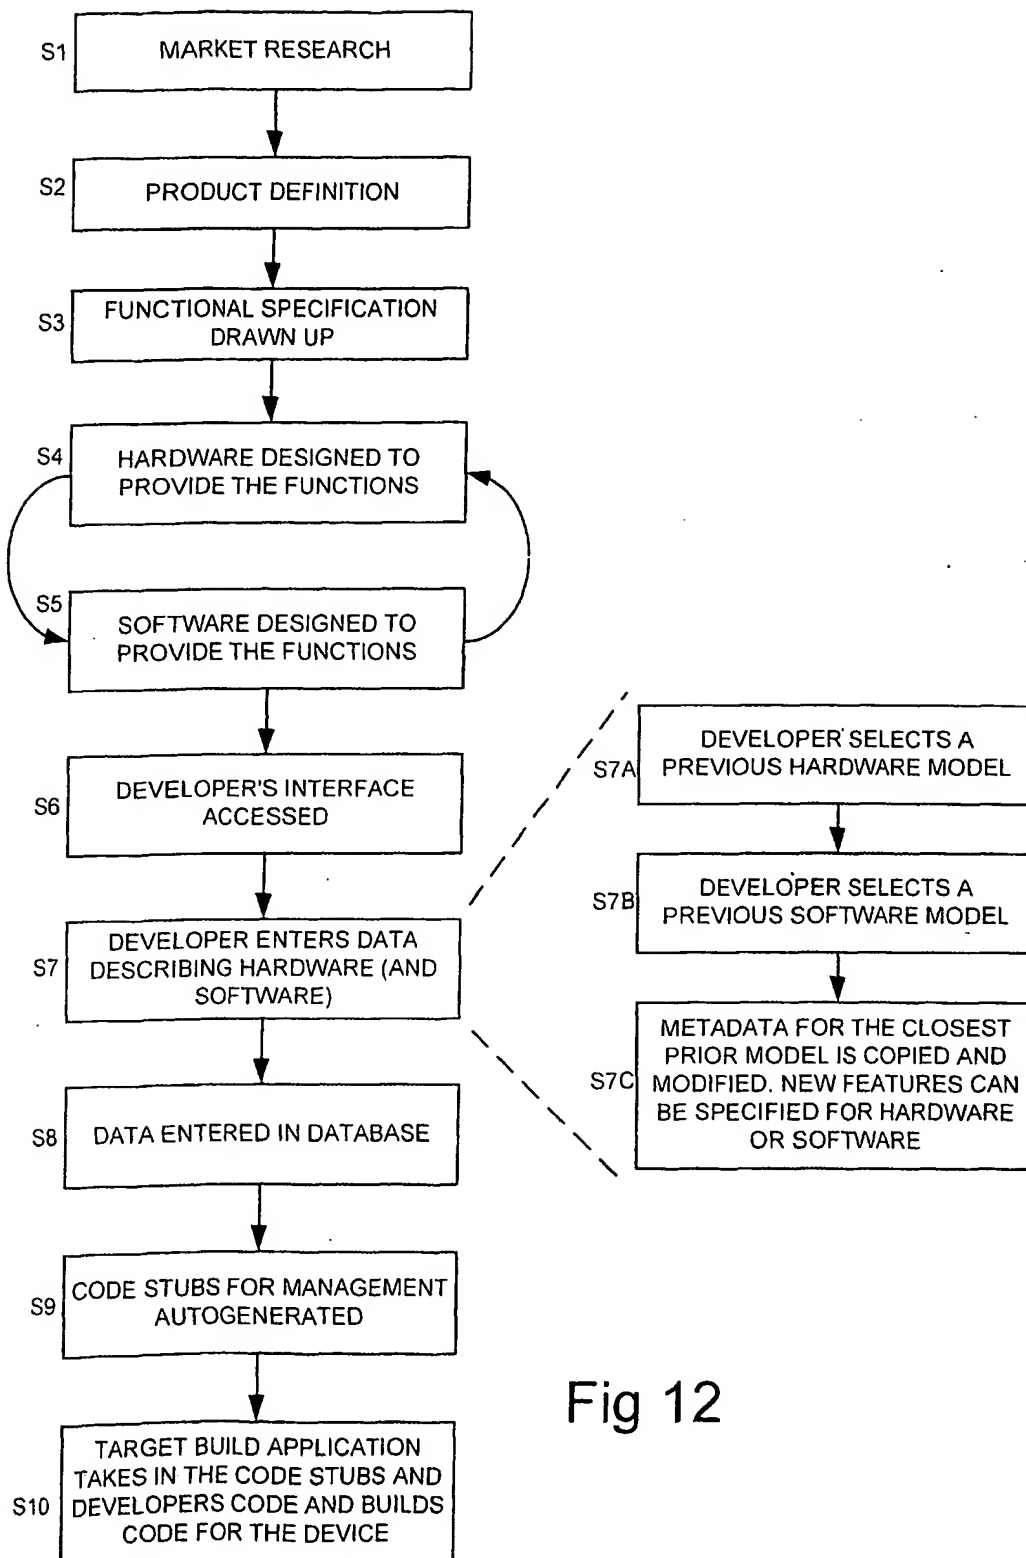 S1
MARKET RESEARCH
S2
PRODUCT DEFINITION
S3
FUNCTIONAL SPECIFICATION
DRAWN UP
S4
HARDWARE DESIGNED TO
PROVIDE THE FUNCTIONS
S5
SOFTWARE DESIGNED TO
PROVIDE THE FUNCTIONS
S6
DEVELOPER'S INTERFACE
ACCESSED
S7
DEVELOPER ENTERS DATA
DESCRIBING HARDWARE (AND
SOFTWARE)
S7A
DEVELOPER SELECTS A
PREVIOUS HARDWARE MODEL
S7B
DEVELOPER SELECTS A
PREVIOUS SOFTWARE MODEL
S7C
METADATA FOR THE CLOSEST
PRIOR MODEL IS COPIED AND
MODIFIED. NEW FEATURES CAN
BE SPECIFIED FOR HARDWARE
OR SOFTWARE
S8
DATA ENTERED IN DATABASE
S9
CODE STUBS FOR MANAGEMENT
AUTOGENERATED
S10
TARGET BUILD APPLICATION
TAKES IN THE CODE STUBS AND
DEVELOPERS CODE AND BUILDS
CODE FOR THE DEVICE
Fig 12